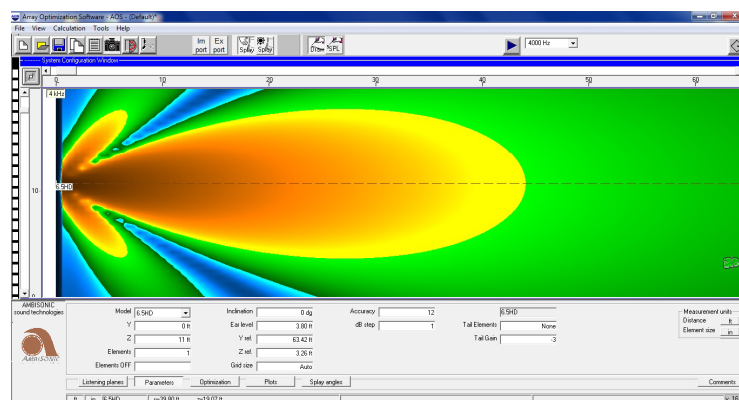 Array Optimization Software - AOS - (Default)*
File View Calculation Tools Help
Im port Ex port Splay Splay Draw SPL 4000 Hz
System Configuration Window
0 10 20 30 40 50 60
4 kHz
6.5HD
10
0
AMBISONIC sound technologies
Model 6.5HD Inclination 0 dg Accuracy 12 6.5HD Measurement units
Y 0 ft Ear level 3.80 ft dB step 1 Tail Elements None Distance ft
Z 11 ft Y ref. 63.42 ft Tail Gain -3 Element size in
Elements 1 Z ref. 3.26 ft
Elements OFF Grid size Auto
AMBISONIC
Listening planes Parameters Optimization Plots Splay angles Comments
ft in 6.5HD